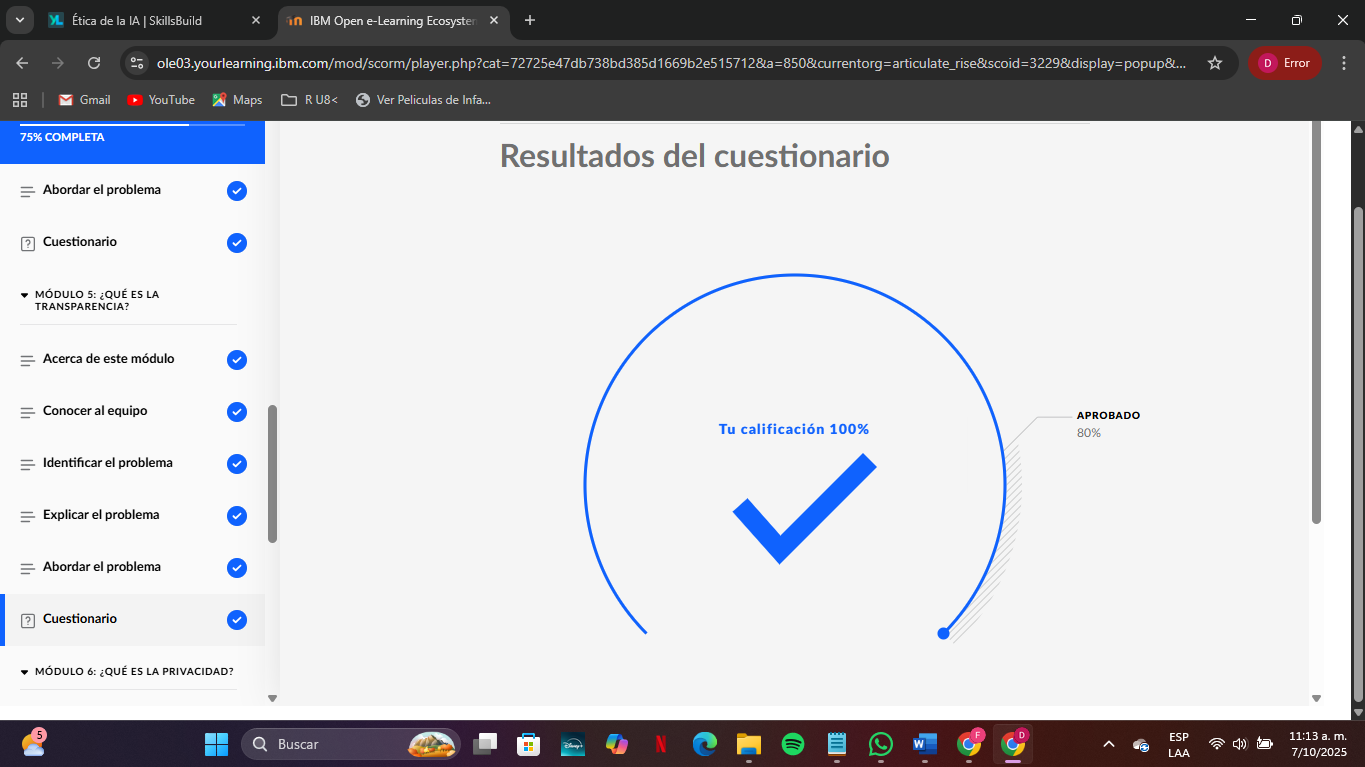 Ética de la IA | SkillsBuild
IBM Open e-Learning Ecosystem
ole03.yourlearning.ibm.com/mod/scorm/player.php?cat=72725e47db738bd385d1669b2e515712&a=850&currentorg=articulate_rise&scoid=3229&display=popup&...
D
Error
Gmail
YouTube
Maps
R U8<
Ver Peliculas de Infa...
75% COMPLETA
Abordar el problema
Cuestionario
MÓDULO 5: ¿QUÉ ES LA
TRANSPARENCIA?
Acerca de este módulo
Conocer al equipo
Identificar el problema
Explicar el problema
Abordar el problema
Cuestionario
MÓDULO 6: ¿QUÉ ES LA PRIVACIDAD?
Resultados del cuestionario
Tu calificación 100%
APROBADO
80%
5
Buscar
Disney+
N
W
F
D
ESP
LAA
11:13 a. m.
7/10/2025